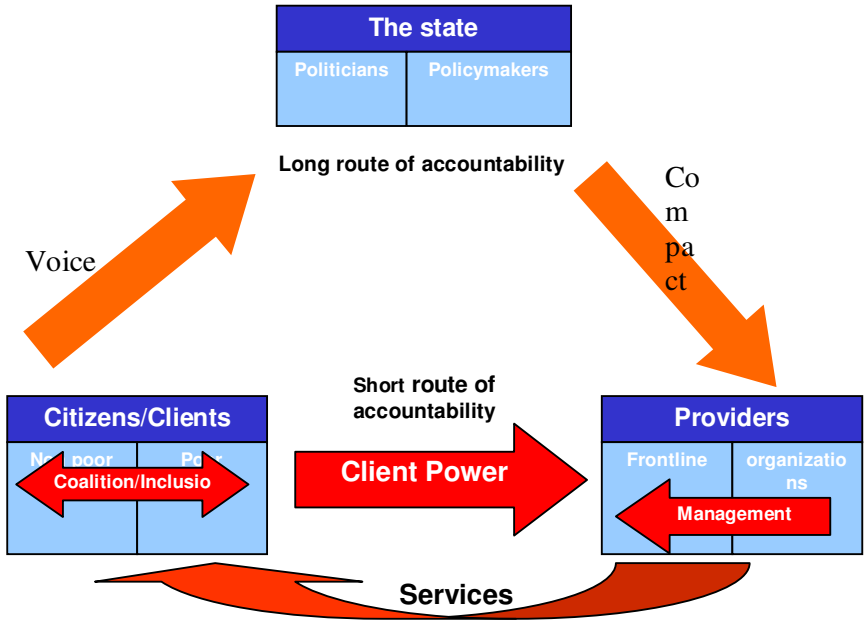 The state
Politicians
Policymakers
Long route of accountability
Co
m
pa
ct
Voice
Short route of
accountability
Citizens/Clients
Providers
poor
Frontline
organizatio
ns
Coalition/Inclusio
Client Power
Management
Services